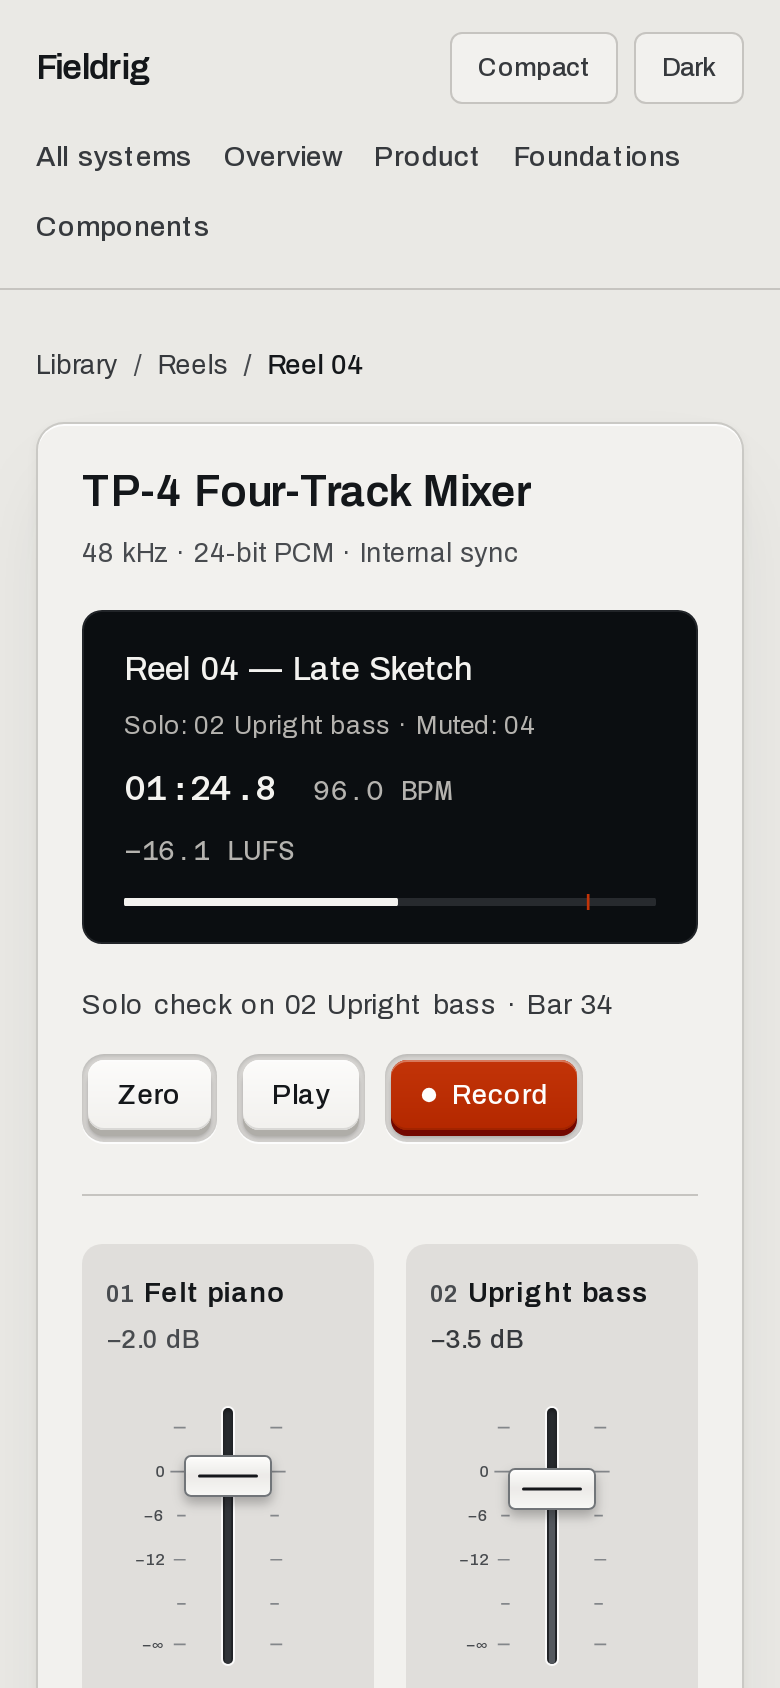 Fieldrig
Compact
Dark
All systems Overview Product Foundations
Components
Library / Reels / Reel 04
TP-4 Four-Track Mixer
48 kHz · 24-bit PCM · Internal sync
Reel 04 — Late Sketch
Solo: 02 Upright bass · Muted: 04
01:24.8 96.0 BPM
−16.1 LUFS
Solo check on 02 Upright bass · Bar 34
Zero
Play
Record
01 Felt piano
−2.0 dB
0
−6
−12
−∞
02 Upright bass
−3.5 dB
0
−6
−12
−∞